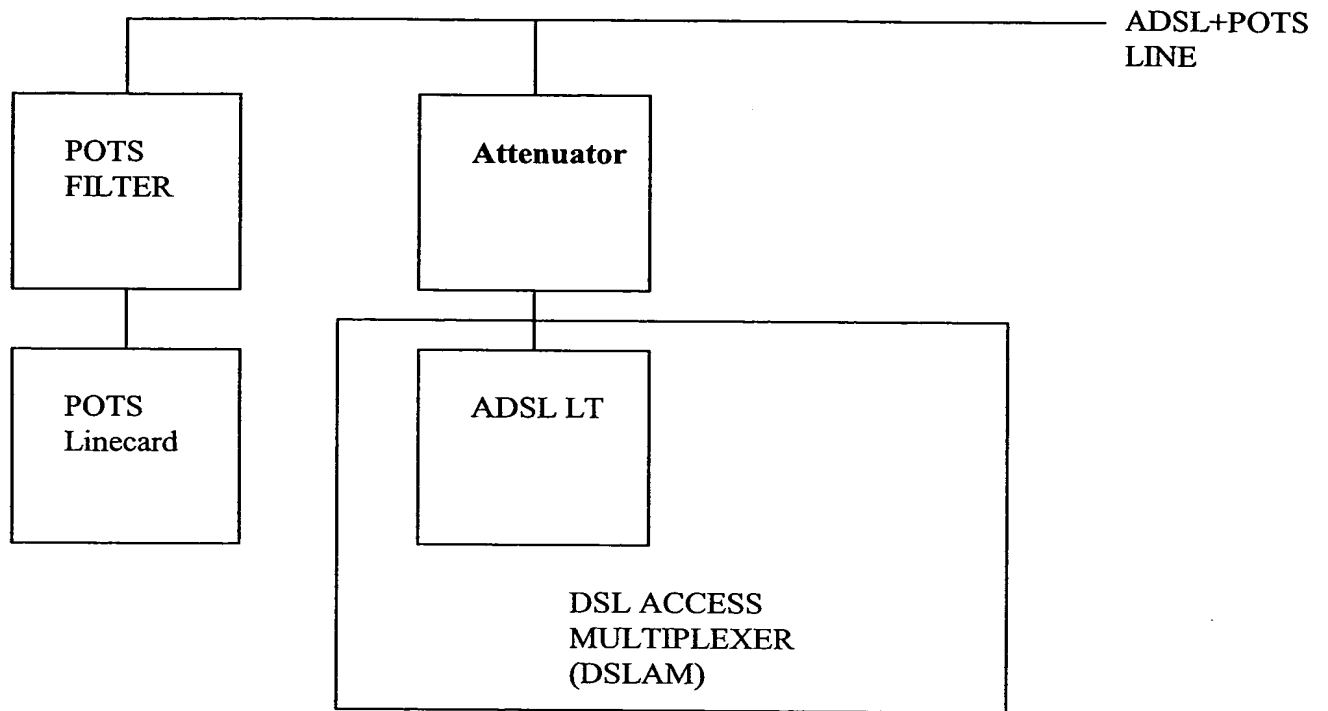 ADSL+POTS
LINE
POTS
FILTER
Attenuator
POTS
Linecard
ADSL LT
DSL ACCESS
MULTIPLEXER
(DSLAM)